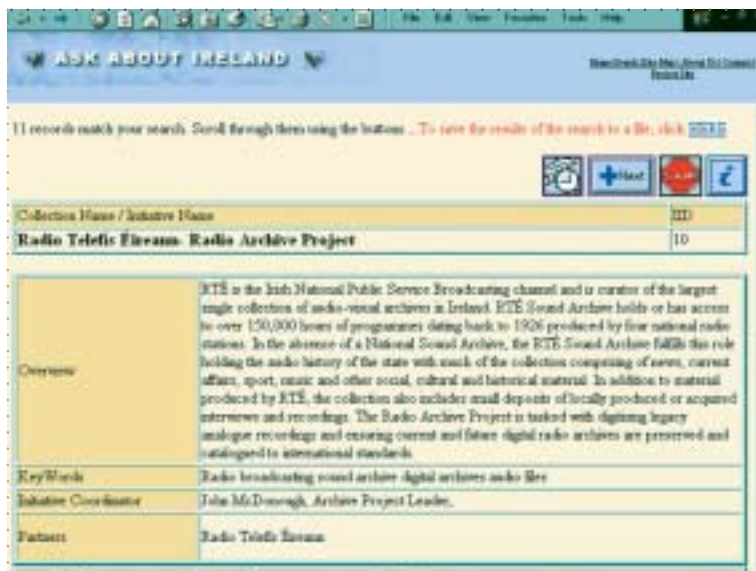 File Edit View Favorites Tools Help
ASK ABOUT IRELAND
11 records match your search. Scroll through them using the buttons ... To save the results of the search to a file, click HERE
Next
Collection Name / Initiative Name ID
Radio Telefis Éireann- Radio Archive Project 10
RTÉ is the Irish National Public Service Broadcasting channel and is curator of the largest
single collection of audio-visual archives in Ireland. RTÉ Sound Archive holds or has access
to over 150,000 hours of programmes dating back to 1926 produced by four national radio
stations. In the absence of a National Sound Archive, the RTÉ Sound Archive fulfils this role
Overview holding the audio history of the state with much of the collection comprising of news, current
affairs, sport, music and other social, cultural and historical material. In addition to material
produced by RTÉ, the collection also includes small deposits of locally produced or acquired
interviews and recordings. The Radio Archive Project is tasked with digitising legacy
analogue recordings and ensuring current and future digital radio archives are preserved and
catalogued to international standards.
KeyWords Radio broadcasting sound archive digital archives audio files
Initiative Coordinator John McDonough, Archive Project Leader,
Partners Radio Telefís Éireann